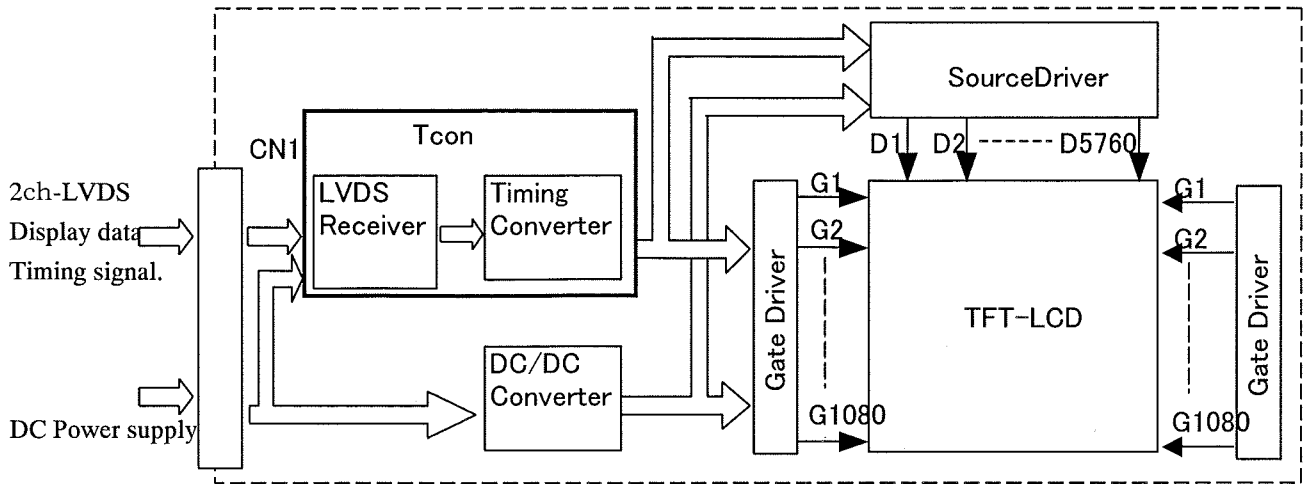 2ch-LVDS
Display data
Timing signal.
DC Power supply
CN1
Tcon
LVDS
Receiver
Timing
Converter
DC/DC
Converter
SourceDriver
D1 D2 D5760
Gate Driver
G1
G2
G1080
TFT-LCD
G1
G2
G1080
Gate Driver